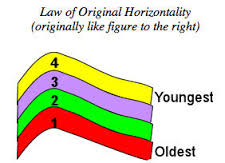 Law of Original Horizontality
(originally like figure to the right)
4
3
2
1
Youngest
Oldest